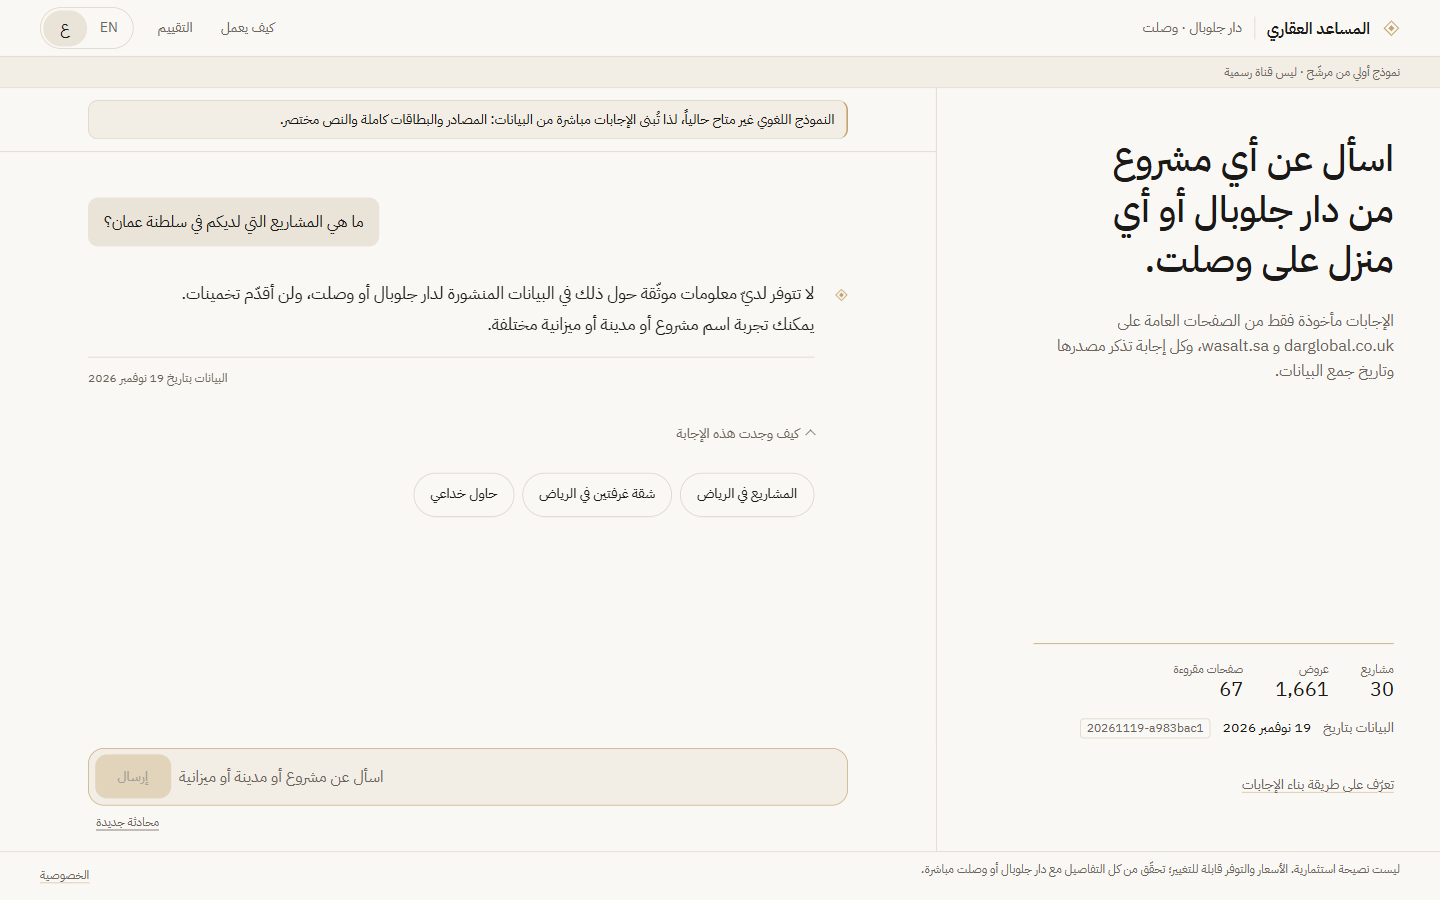 المساعد العقاري
دار جلوبال · وصلت
كيف يعمل
التقييم
EN
ع
نموذج أولي من مرشّح · ليس قناة رسمية
اسأل عن أي مشروع
من دار جلوبال أو أي
منزل على وصلت.
الإجابات مأخوذة فقط من الصفحات العامة على
darglobal.co.uk و wasalt.sa، وكل إجابة تذكر مصدرها
وتاريخ جمع البيانات.
مشاريع
30
عروض
1,661
صفحات مقروءة
67
البيانات بتاريخ 19 نوفمبر 2026 20261119-a983bac1
تعرّف على طريقة بناء الإجابات
النموذج اللغوي غير متاح حالياً، لذا تُبنى الإجابات مباشرة من البيانات: المصادر والبطاقات كاملة والنص مختصر.
ما هي المشاريع التي لديكم في سلطنة عمان؟
لا تتوفر لديّ معلومات موثّقة حول ذلك في البيانات المنشورة لدار جلوبال أو وصلت، ولن أقدّم تخمينات.
يمكنك تجربة اسم مشروع أو مدينة أو ميزانية مختلفة.
البيانات بتاريخ 19 نوفمبر 2026
كيف وجدت هذه الإجابة
المشاريع في الرياض
شقة غرفتين في الرياض
حاول خداعي
اسأل عن مشروع أو مدينة أو ميزانية
إرسال
محادثة جديدة
ليست نصيحة استثمارية. الأسعار والتوفر قابلة للتغيير؛ تحقّق من كل التفاصيل مع دار جلوبال أو وصلت مباشرة.
الخصوصية